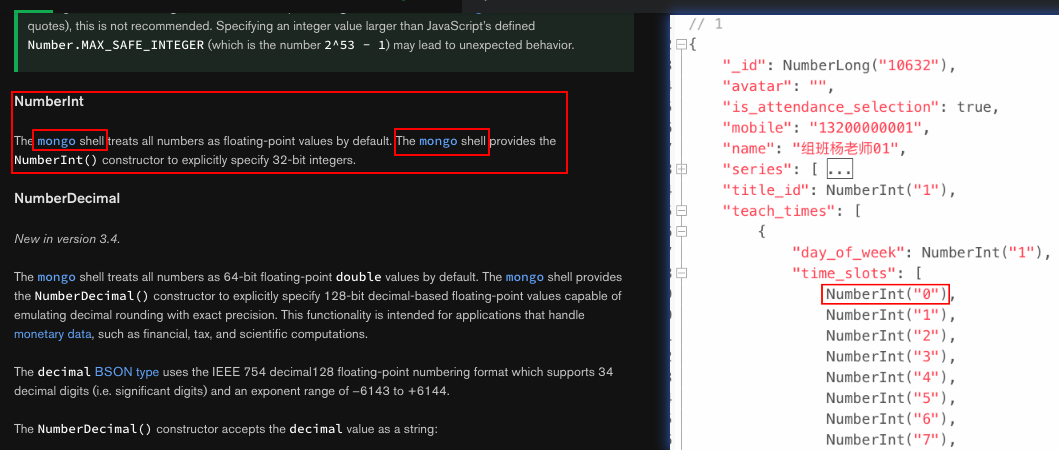 quotes), this is not recommended. Specifying an integer value larger than JavaScript's defined
Number.MAX_SAFE_INTEGER (which is the number 2^53 - 1) may lead to unexpected behavior.
NumberInt
The mongo shell treats all numbers as floating-point values by default. The mongo shell provides the
NumberInt() constructor to explicitly specify 32-bit integers.
NumberDecimal
New in version 3.4.
The mongo shell treats all numbers as 64-bit floating-point double values by default. The mongo shell provides
the NumberDecimal() constructor to explicitly specify 128-bit decimal-based floating-point values capable of
emulating decimal rounding with exact precision. This functionality is intended for applications that handle
monetary data, such as financial, tax, and scientific computations.
The decimal BSON type uses the IEEE 754 decimal128 floating-point numbering format which supports 34
decimal digits (i.e. significant digits) and an exponent range of −6143 to +6144.
The NumberDecimal() constructor accepts the decimal value as a string:
// 1
{
"_id": NumberLong("10632"),
"avatar": "",
"is_attendance_selection": true,
"mobile": "13200000001",
"name": "组班杨老师01",
"series": [ ...
"title_id": NumberInt("1"),
"teach_times": [
{
"day_of_week": NumberInt("1"),
"time_slots": [
NumberInt("0"),
NumberInt("1"),
NumberInt("2"),
NumberInt("3"),
NumberInt("4"),
NumberInt("5"),
NumberInt("6"),
NumberInt("7"),